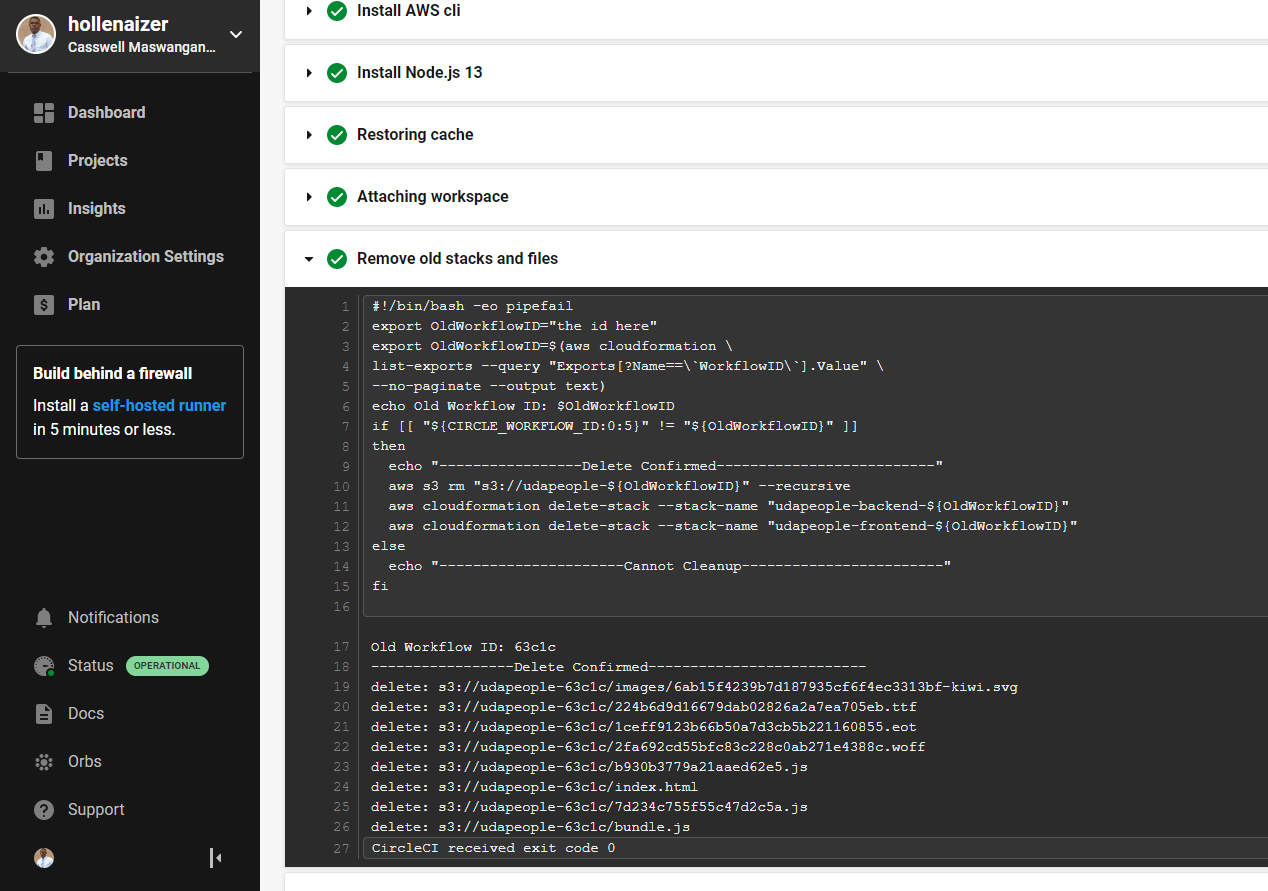 hollenaizer
Casswell Maswangan...
Dashboard
Projects
Insights
Organization Settings
$ Plan
Build behind a firewall
Install a self-hosted runner
in 5 minutes or less.
Notifications
Status OPERATIONAL
Docs
Orbs
? Support
Install AWS cli
Install Node.js 13
Restoring cache
Attaching workspace
Remove old stacks and files
1 #!/bin/bash -eo pipefail
2 export OldWorkflowID="the id here"
3 export OldWorkflowID=$(aws cloudformation \
4 list-exports --query "Exports[?Name==\`WorkflowID\`].Value" \
5 --no-paginate --output text)
6 echo Old Workflow ID: $OldWorkflowID
7 if [[ "${CIRCLE_WORKFLOW_ID:0:5}" != "${OldWorkflowID}" ]]
8 then
9   echo "-----------------Delete Confirmed--------------------------"
10   aws s3 rm "s3://udapeople-${OldWorkflowID}" --recursive
11   aws cloudformation delete-stack --stack-name "udapeople-backend-${OldWorkflowID}"
12   aws cloudformation delete-stack --stack-name "udapeople-frontend-${OldWorkflowID}"
13 else
14   echo "----------------------Cannot Cleanup------------------------"
15 fi
16
17 Old Workflow ID: 63c1c
18 -----------------Delete Confirmed--------------------------
19 delete: s3://udapeople-63c1c/images/6ab15f4239b7d187935cf6f4ec3313bf-kiwi.svg
20 delete: s3://udapeople-63c1c/224b6d9d16679dab02826a2a7ea705eb.ttf
21 delete: s3://udapeople-63c1c/1ceff9123b66b50a7d3cb5b221160855.eot
22 delete: s3://udapeople-63c1c/2fa692cd55bfc83c228c0ab271e4388c.woff
23 delete: s3://udapeople-63c1c/b930b3779a21aaed62e5.js
24 delete: s3://udapeople-63c1c/index.html
25 delete: s3://udapeople-63c1c/7d234c755f55c47d2c5a.js
26 delete: s3://udapeople-63c1c/bundle.js
27 CircleCI received exit code 0